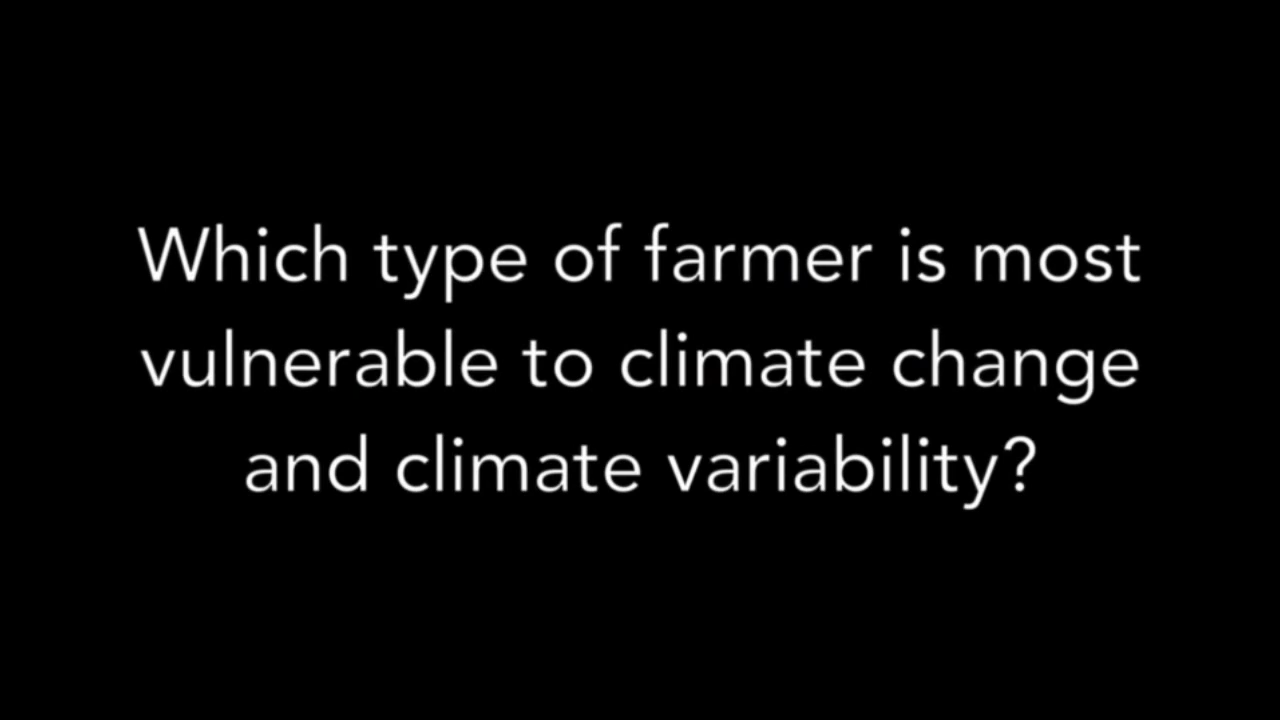 Which type of farmer is most
vulnerable to climate change
and climate variability?